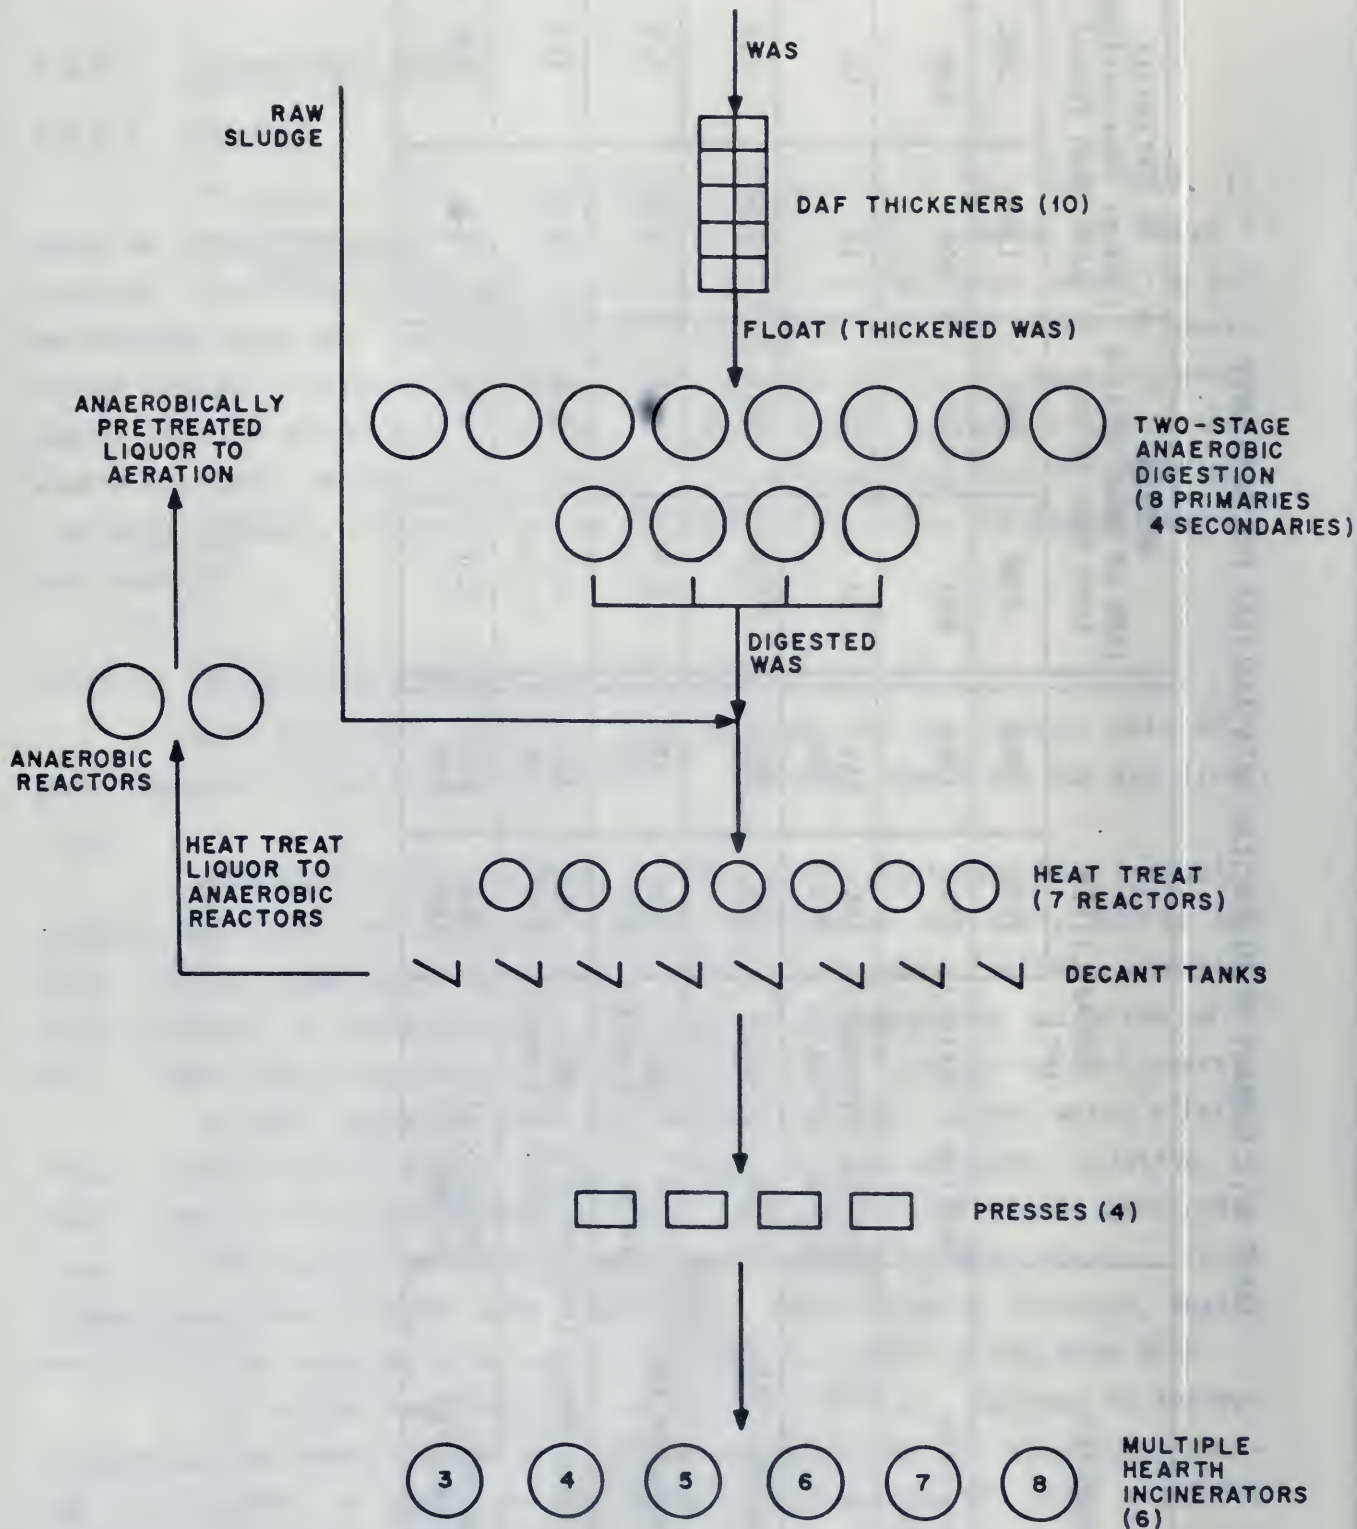 WAS
RAW
SLUDGE
DAF THICKENERS (10)
FLOAT (THICKENED WAS)
ANAEROBICALLY
PRETREATED
LIQUOR TO
AERATION
TWO-STAGE
ANAEROBIC
DIGESTION
(8 PRIMARIES
4 SECONDARIES)
DIGESTED
WAS
ANAEROBIC
REACTORS
HEAT TREAT
LIQUOR TO
ANAEROBIC
REACTORS
HEAT TREAT
(7 REACTORS)
DECANT TANKS
PRESSES (4)
3 4 5 6 7 8
MULTIPLE
HEARTH
INCINERATORS
(6)